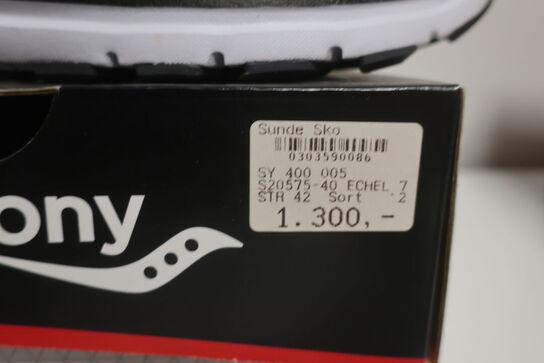 Sunde Sko
0303590086
SY 400 005
S20575-40 ECHEL 7
STR 42 Sort 2
1.300,-
ony